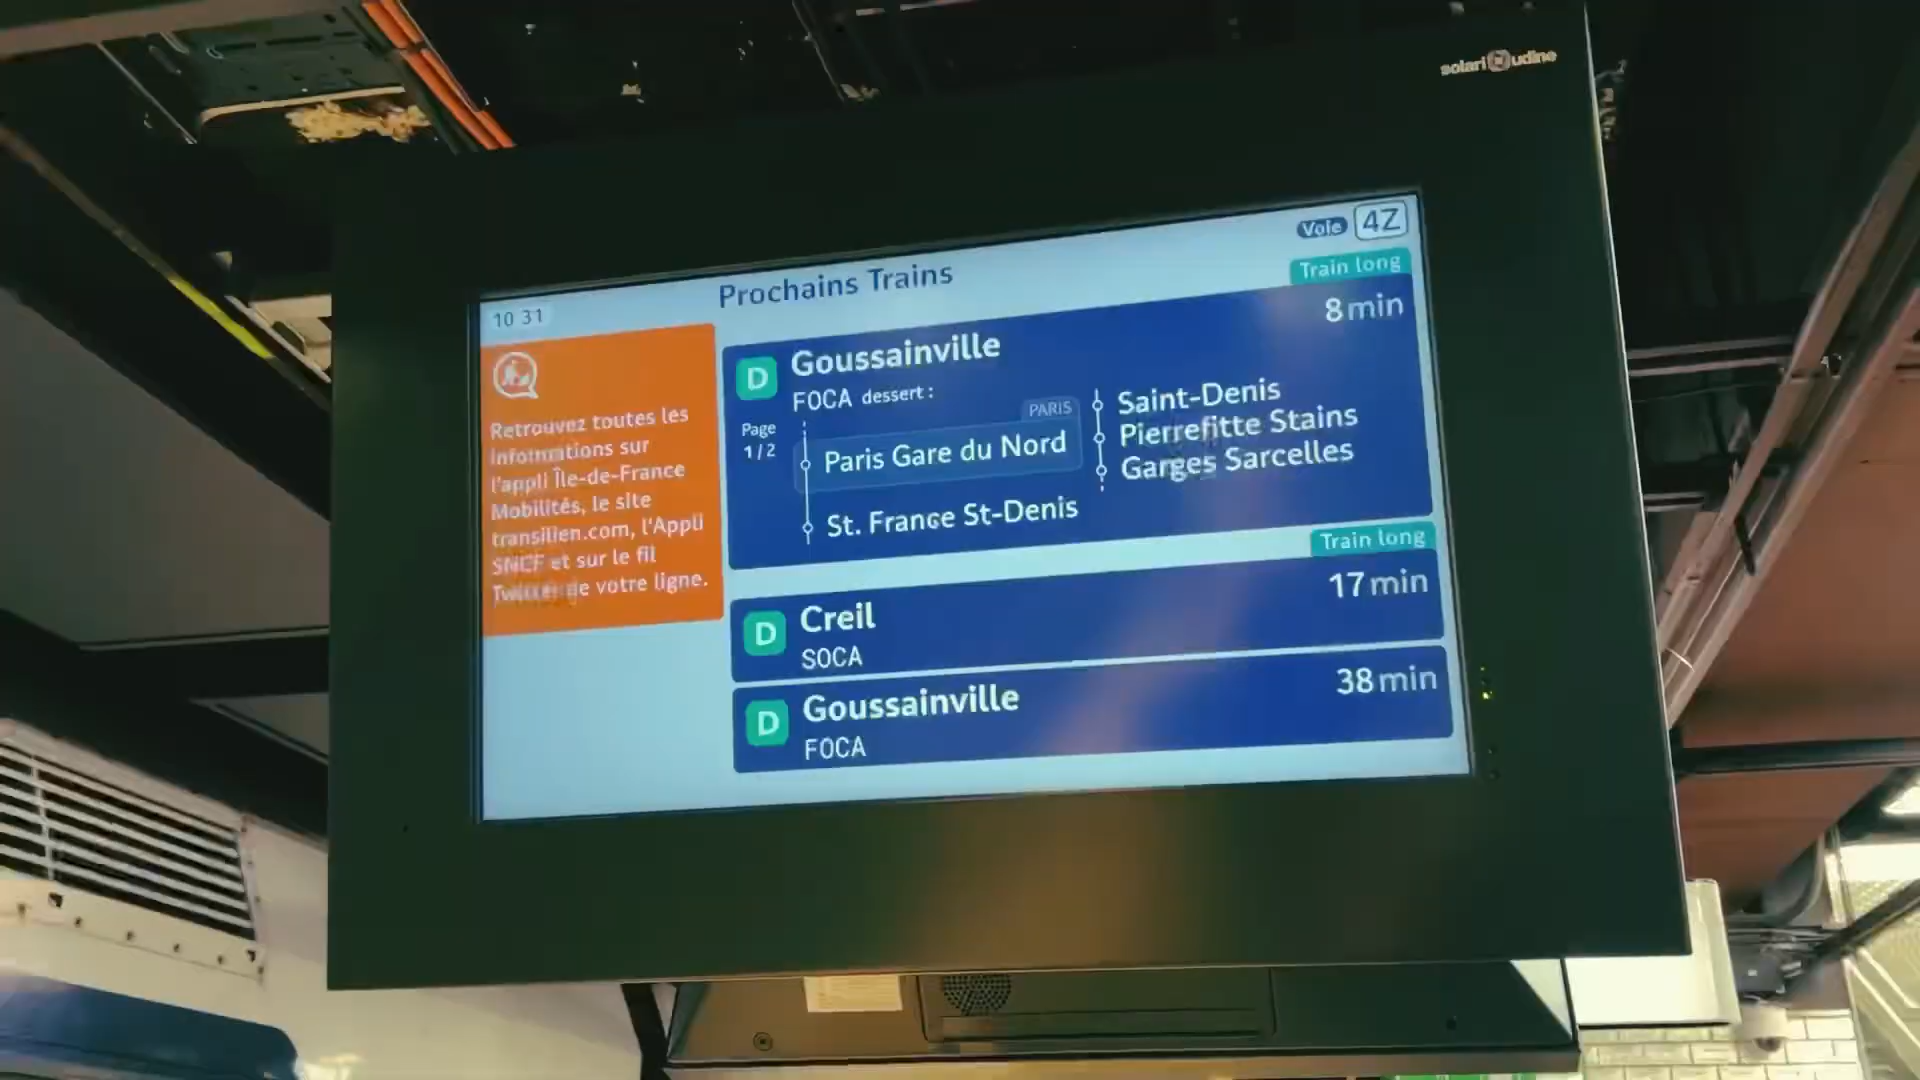 solari udine
Voie 4Z
Prochains Trains
10 31
Train long
Retrouvez toutes les
informations sur
l'appli Île-de-France
Mobilités, le site
transilien.com, l'Appli
SNCF et sur le fil
Twitter de votre ligne.
D
Goussainville
8 min
FOCA dessert :
Page
1/2
PARIS
Paris Gare du Nord
St. France St-Denis
Saint-Denis
Pierrefitte Stains
Garges Sarcelles
Train long
D
Creil
17 min
SOCA
D
Goussainville
38 min
FOCA